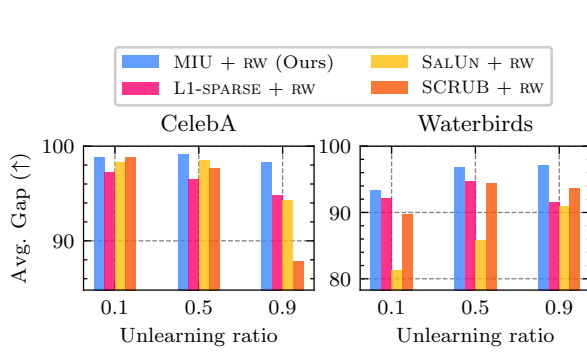 MIU + RW (Ours)
SALUN + RW
L1-SPARSE + RW
SCRUB + RW
CelebA
Waterbirds
Avg. Gap (↑)
100
90
100
90
80
0.1 0.5 0.9
0.1 0.5 0.9
Unlearning ratio
Unlearning ratio